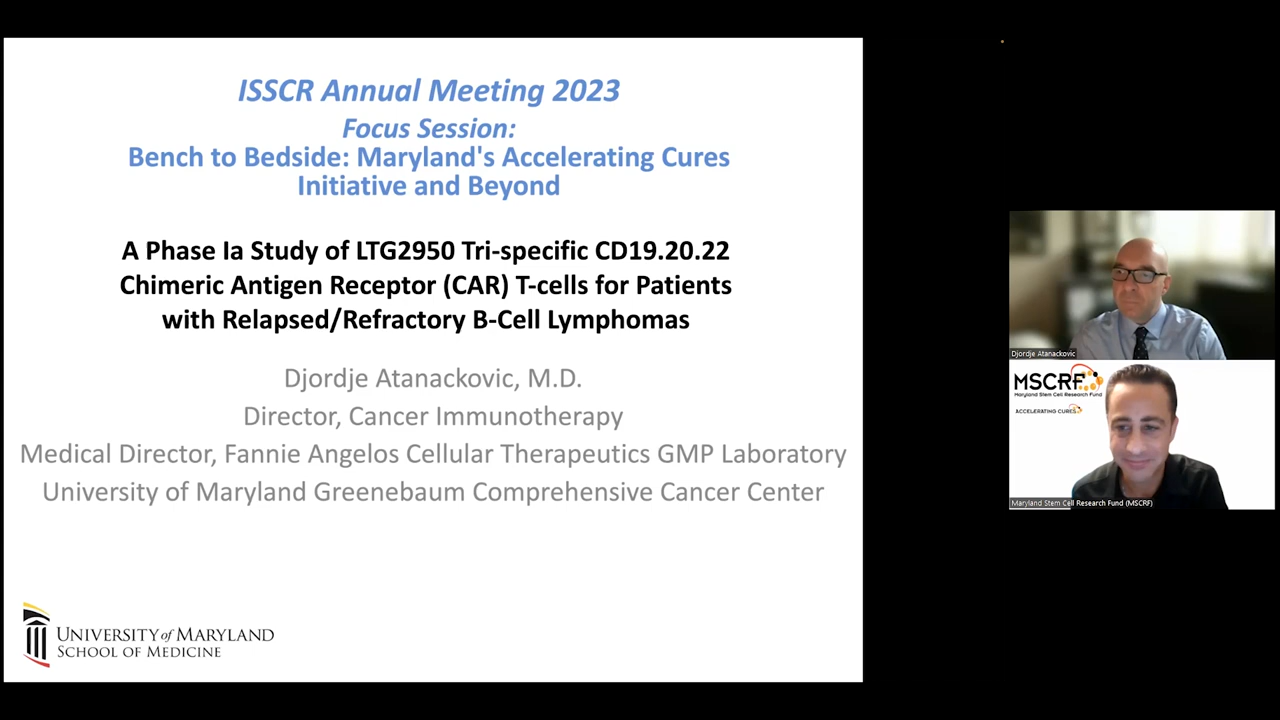 ISSCR Annual Meeting 2023
Focus Session:
Bench to Bedside: Maryland's Accelerating Cures
Initiative and Beyond
A Phase Ia Study of LTG2950 Tri-specific CD19.20.22
Chimeric Antigen Receptor (CAR) T-cells for Patients
with Relapsed/Refractory B-Cell Lymphomas
Djordje Atanackovic, M.D.
Director, Cancer Immunotherapy
Medical Director, Fannie Angelos Cellular Therapeutics GMP Laboratory
University of Maryland Greenebaum Comprehensive Cancer Center
UNIVERSITY of MARYLAND
SCHOOL OF MEDICINE
Djordje Atanackovic
MSCRF
Maryland Stem Cell Research Fund
ACCELERATING CURES
Maryland Stem Cell Research Fund (MSCRF)